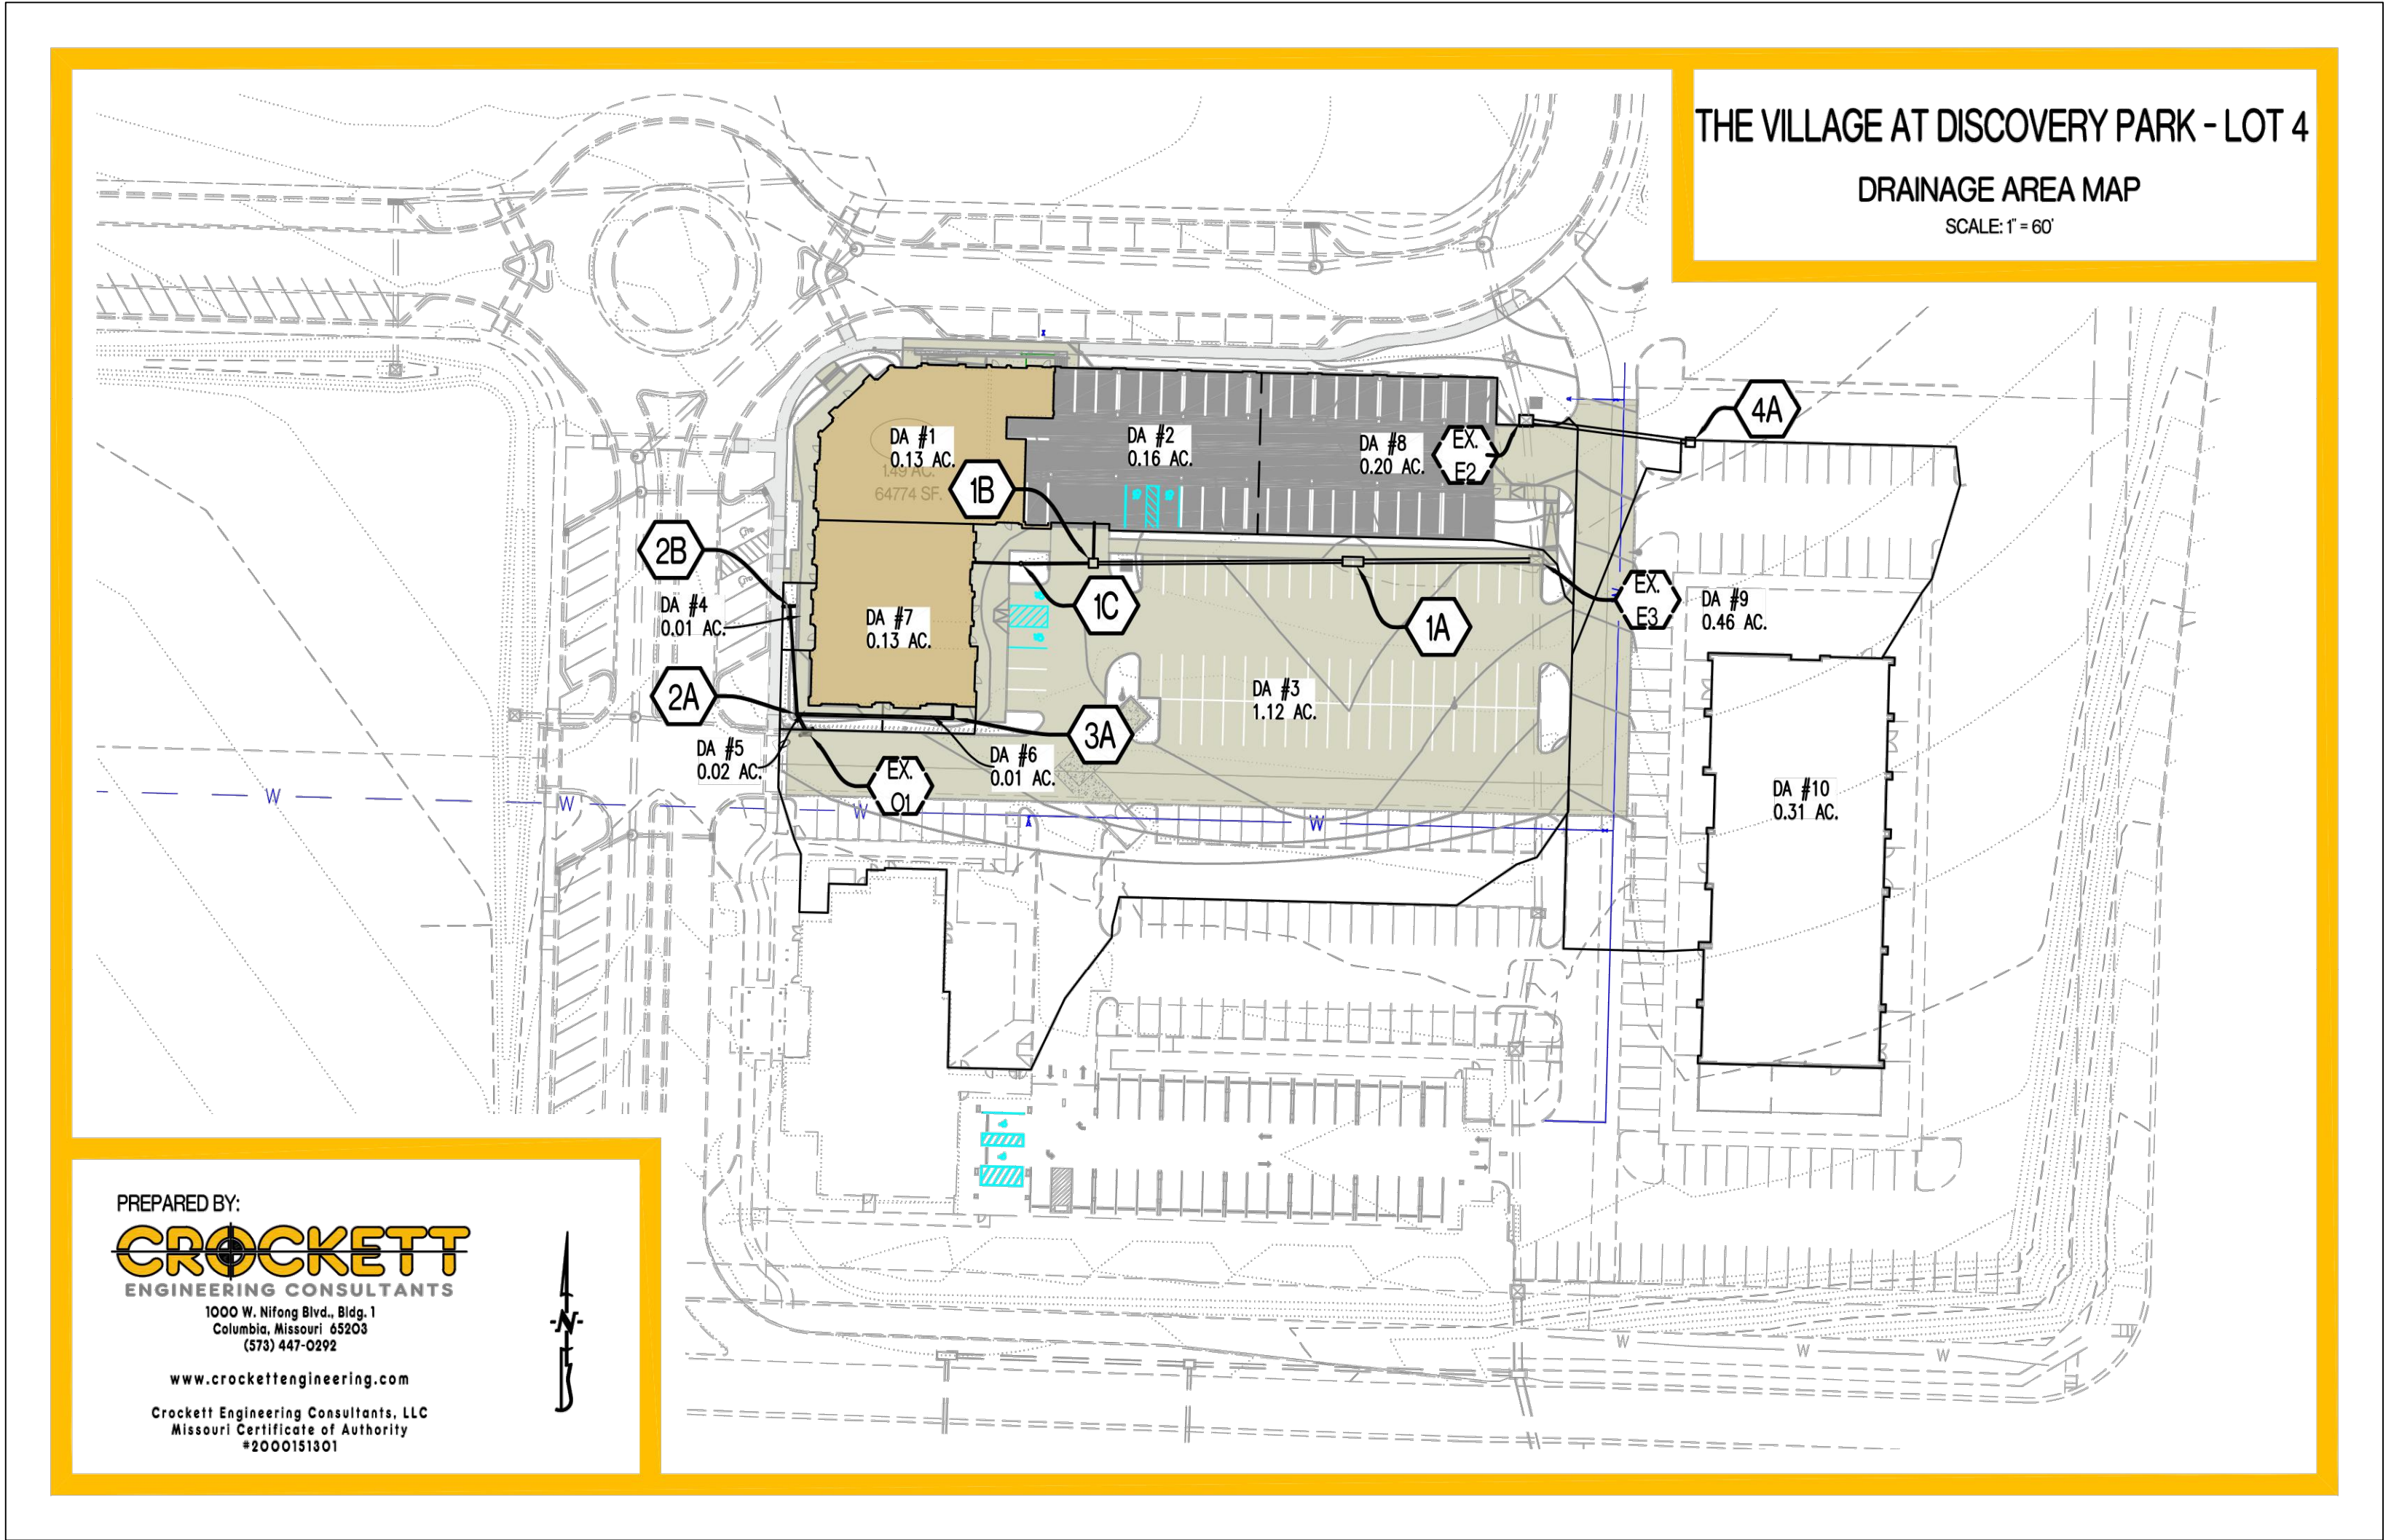 THE VILLAGE AT DISCOVERY PARK - LOT 4
DRAINAGE AREA MAP
SCALE: 1" = 60'
4A
DA #1
0.13 AC.
1.49 AC.
64774 SF.
DA #2
0.16 AC.
DA #8
0.20 AC.
EX.
E2
1B
2B
DA #4
0.01 AC.
DA #7
0.13 AC.
1C
1A
EX.
E3
DA #9
0.46 AC.
2A
DA #3
1.12 AC.
3A
DA #5
0.02 AC.
DA #6
0.01 AC.
EX.
O1
DA #10
0.31 AC.
W
W
W
W
W
W
W
PREPARED BY:
CROCKETT
ENGINEERING CONSULTANTS
1000 W. Nifong Blvd., Bldg. 1
Columbia, Missouri 65203
(573) 447-0292
www.crockettengineering.com
Crockett Engineering Consultants, LLC
Missouri Certificate of Authority
#2000151301
-N-